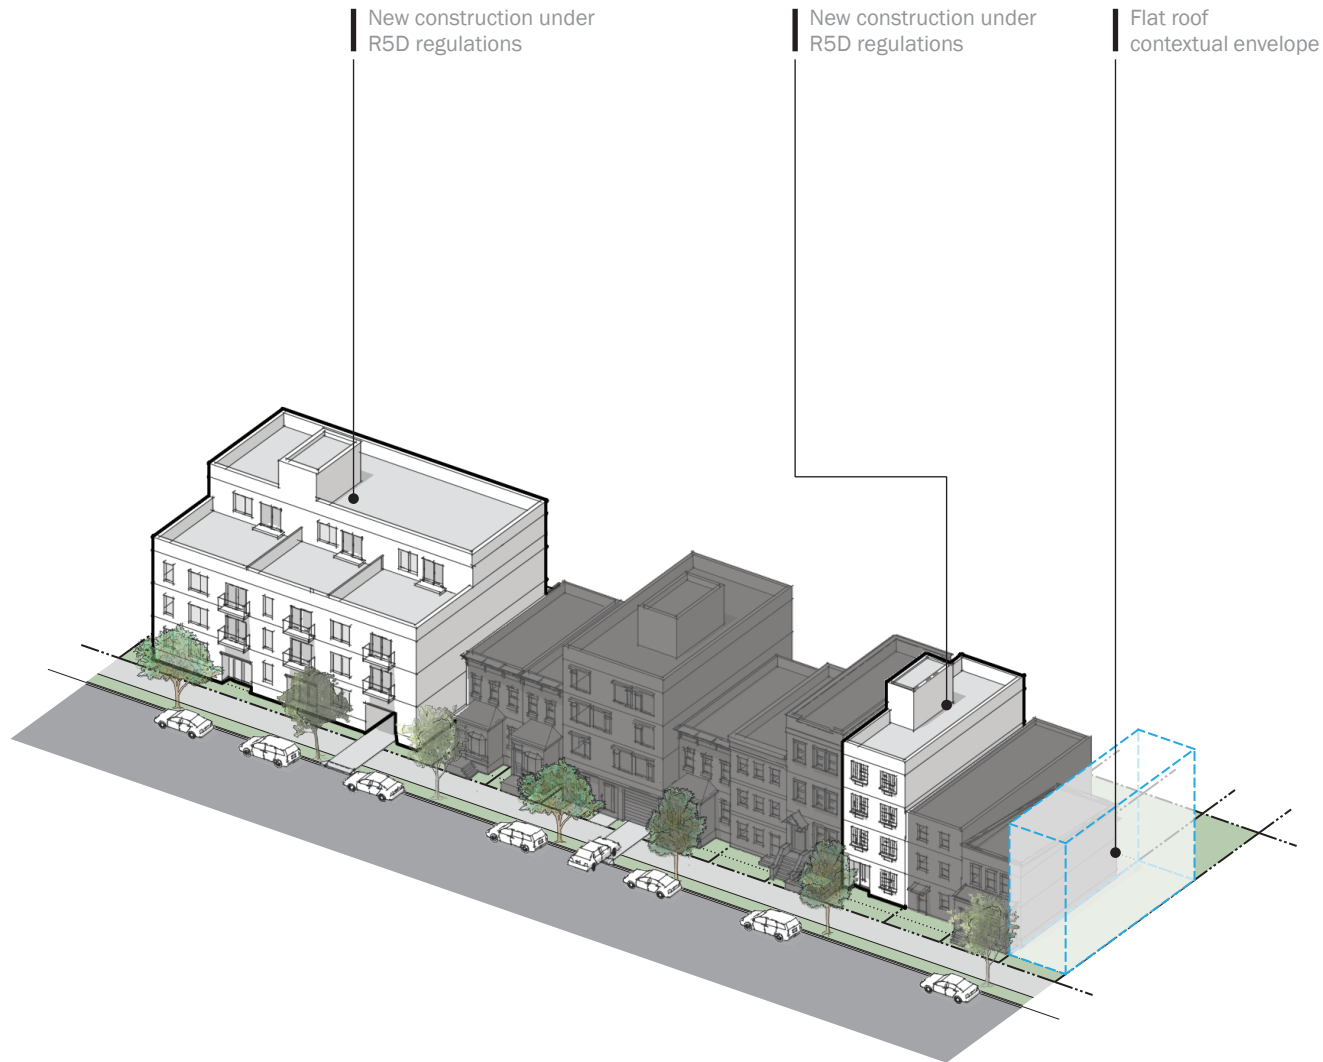 New construction under
R5D regulations
New construction under
R5D regulations
Flat roof
contextual envelope